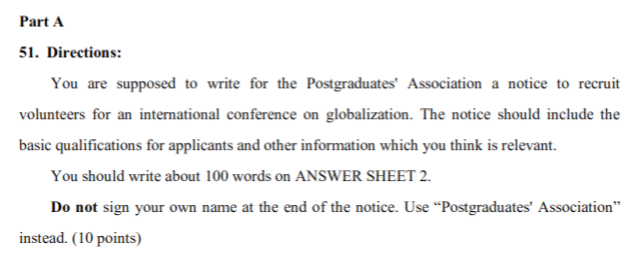 Part A
51. Directions:
You are supposed to write for the Postgraduates' Association a notice to recruit
volunteers for an international conference on globalization. The notice should include the
basic qualifications for applicants and other information which you think is relevant.
You should write about 100 words on ANSWER SHEET 2.
Do not sign your own name at the end of the notice. Use “Postgraduates' Association”
instead. (10 points)